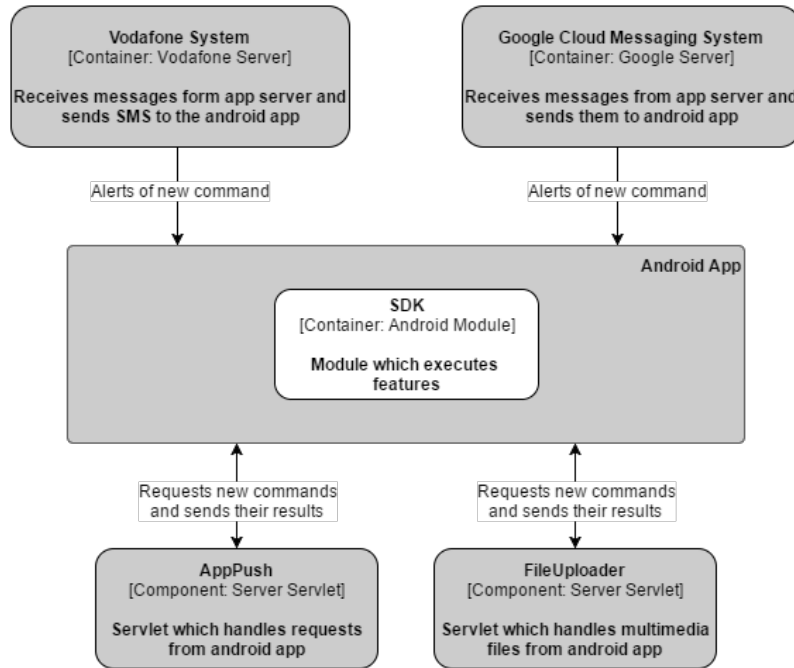 Vodafone System
[Container: Vodafone Server]
Receives messages form app server and
sends SMS to the android app
Google Cloud Messaging System
[Container: Google Server]
Receives messages from app server and
sends them to android app
Alerts of new command
Alerts of new command
Android App
SDK
[Container: Android Module]
Module which executes
features
Requests new commands
and sends their results
Requests new commands
and sends their results
AppPush
[Component: Server Servlet]
Servlet which handles requests
from android app
FileUploader
[Component: Server Servlet]
Servlet which handles multimedia
files from android app